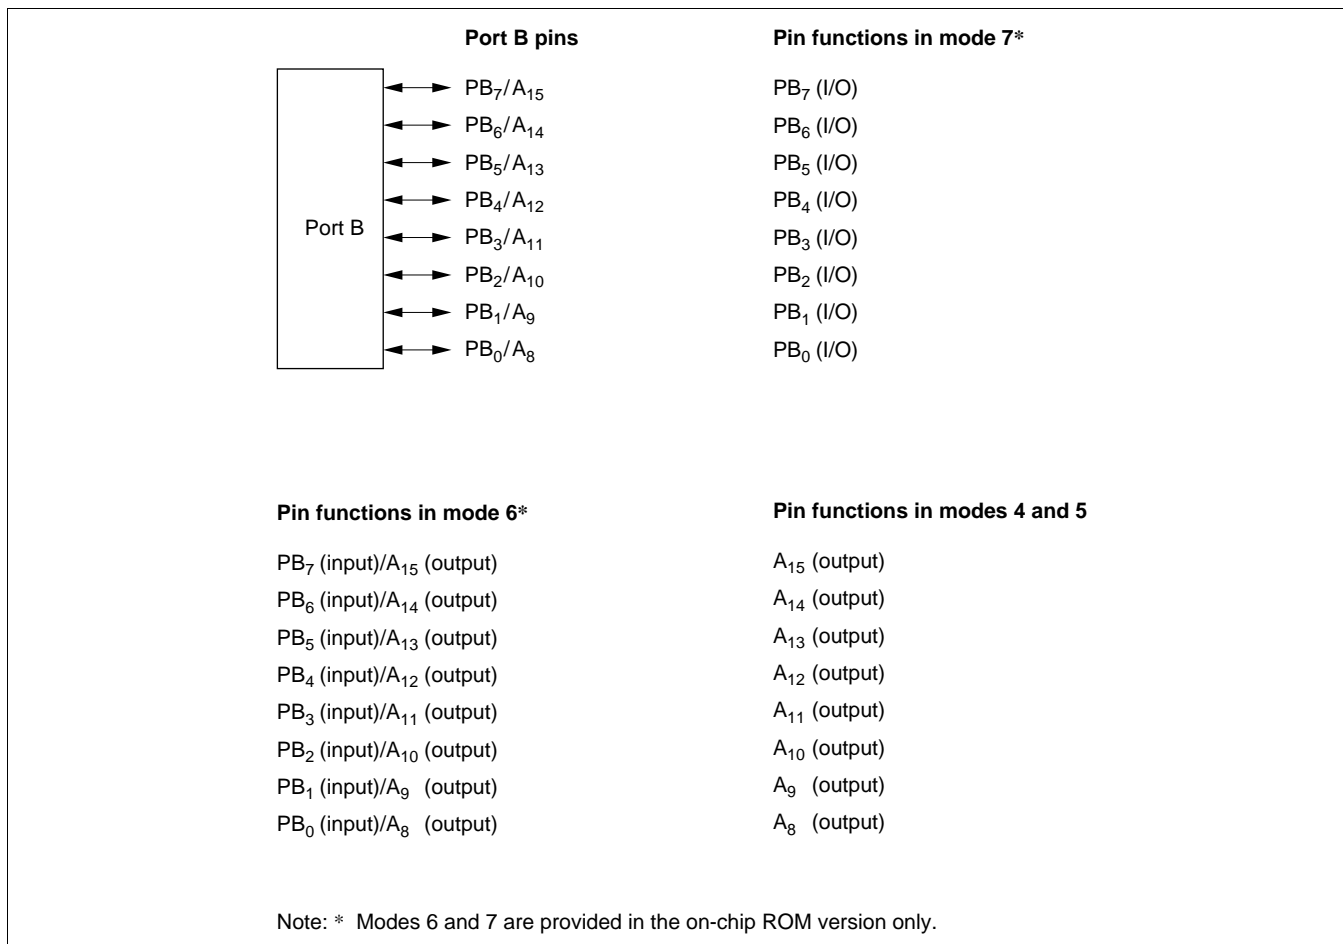 Port B pins
Pin functions in mode 7*
Port B
PB₇/A₁₅
PB₇ (I/O)
PB₆/A₁₄
PB₆ (I/O)
PB₅/A₁₃
PB₅ (I/O)
PB₄/A₁₂
PB₄ (I/O)
PB₃/A₁₁
PB₃ (I/O)
PB₂/A₁₀
PB₂ (I/O)
PB₁/A₉
PB₁ (I/O)
PB₀/A₈
PB₀ (I/O)
Pin functions in mode 6*
PB₇ (input)/A₁₅ (output)
PB₆ (input)/A₁₄ (output)
PB₅ (input)/A₁₃ (output)
PB₄ (input)/A₁₂ (output)
PB₃ (input)/A₁₁ (output)
PB₂ (input)/A₁₀ (output)
PB₁ (input)/A₉ (output)
PB₀ (input)/A₈ (output)
Pin functions in modes 4 and 5
A₁₅ (output)
A₁₄ (output)
A₁₃ (output)
A₁₂ (output)
A₁₁ (output)
A₁₀ (output)
A₉ (output)
A₈ (output)
Note: * Modes 6 and 7 are provided in the on-chip ROM version only.